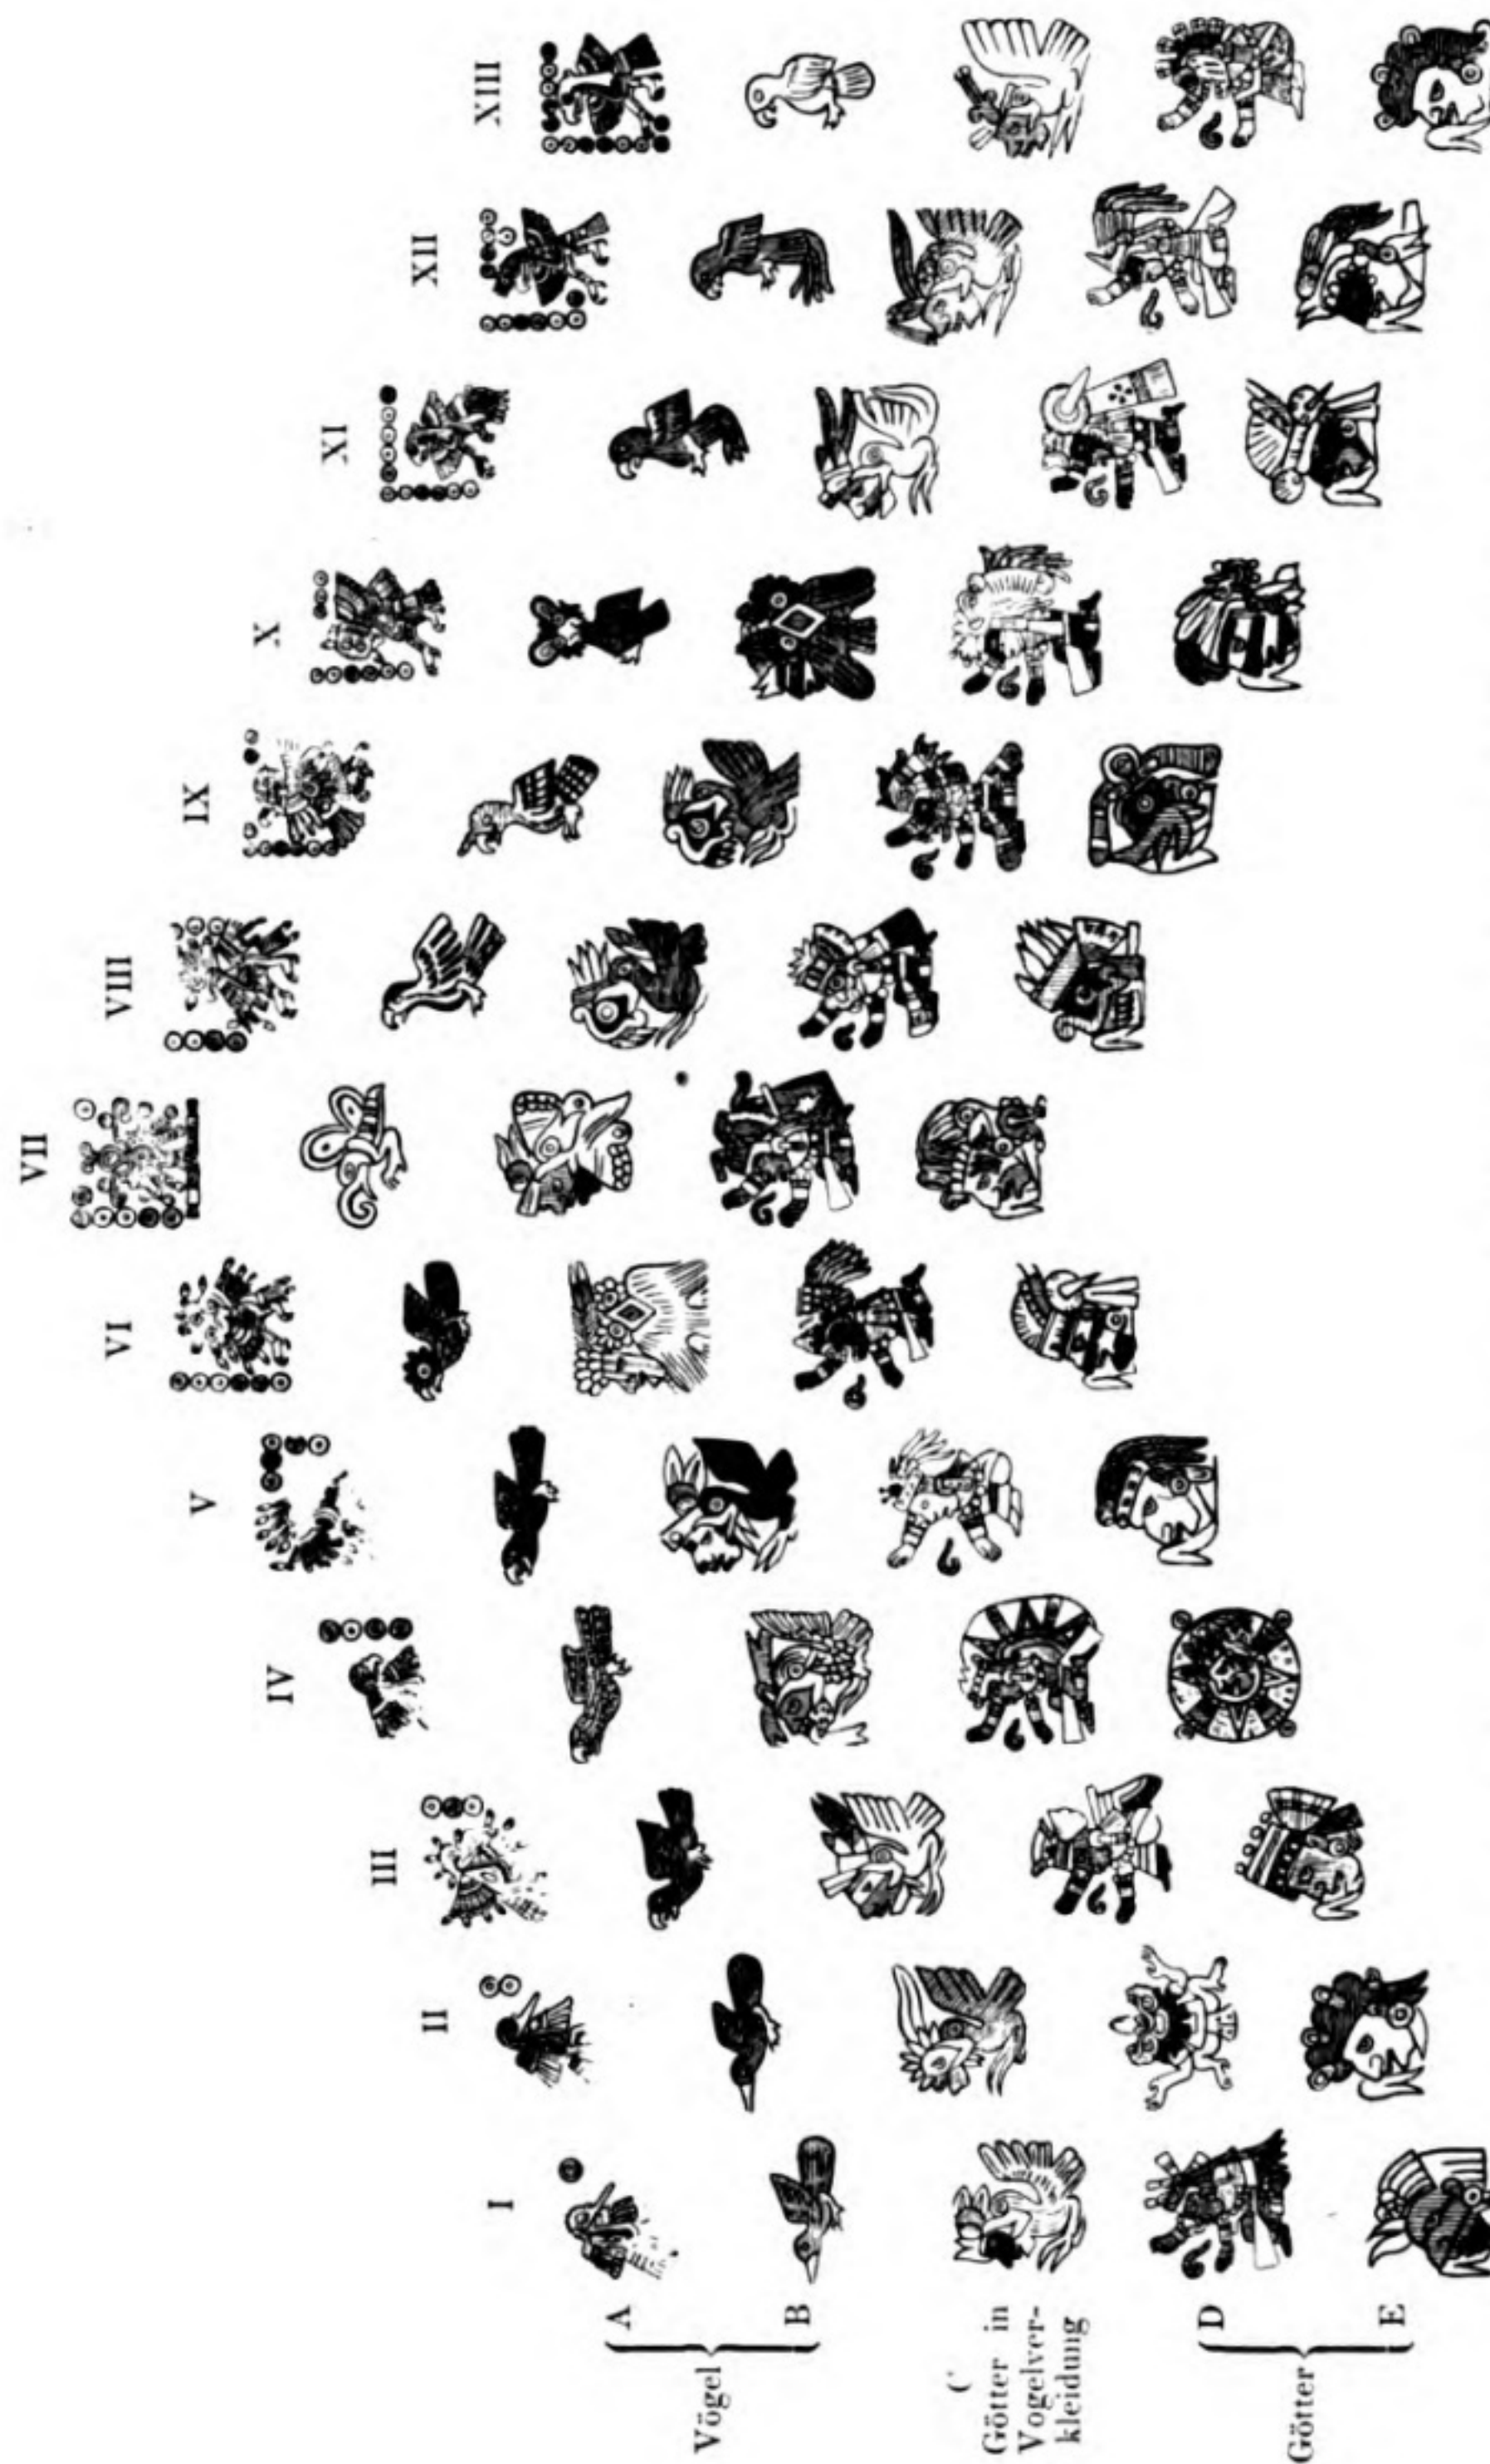 I
II
III
IV
V
VI
VII
VIII
IX
X
XI
XII
XIII
Vögel
A
B
C
Götter in
Vogelver-
kleidung
Götter
D
E